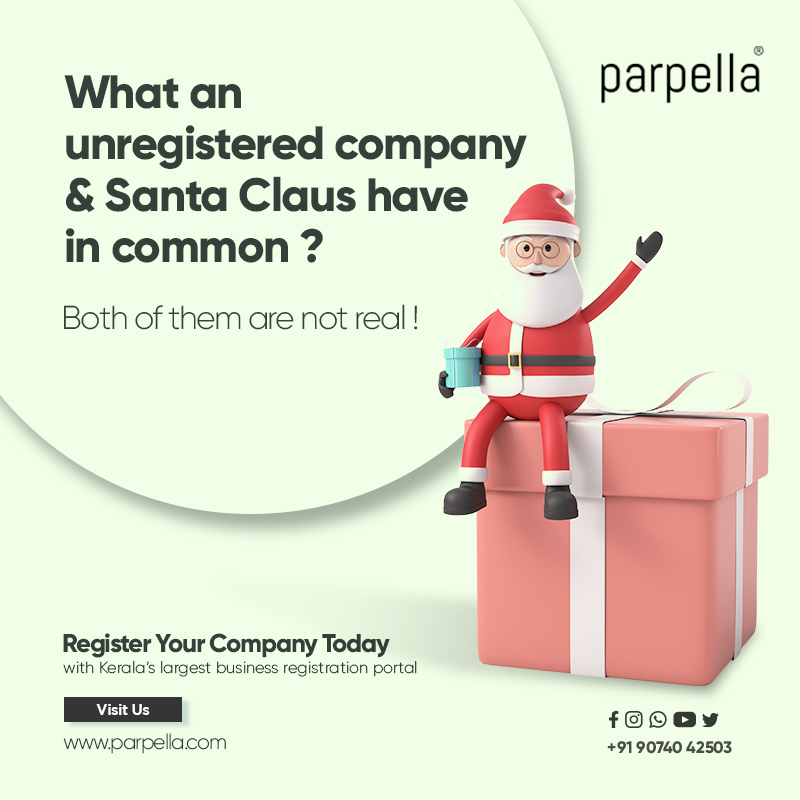 parpella®
What an
unregistered company
& Santa Claus have
in common ?
Both of them are not real !
Register Your Company Today
with Kerala's largest business registration portal
Visit Us
www.parpella.com
+91 90740 42503